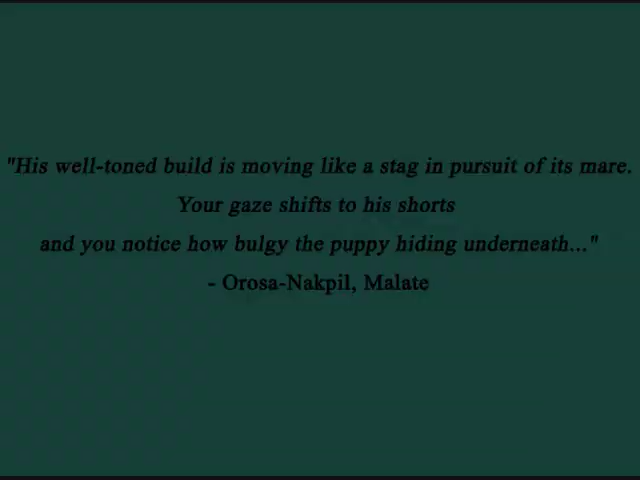 "His well-toned build is moving like a stag in pursuit of its mare.
Your gaze shifts to his shorts
and you notice how bulgy the puppy hiding underneath..."
- Orosa-Nakpil, Malate